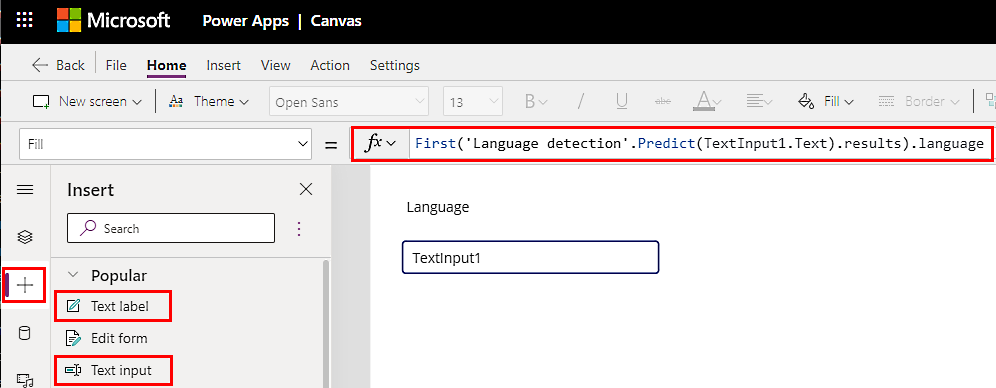 Microsoft Power Apps | Canvas
Back File Home Insert View Action Settings
New screen Theme Open Sans 13 B / U abc A Fill Border
Fill = fx First('Language detection'.Predict(TextInput1.Text).results).language
Insert
Search
Popular
Text label
Edit form
Text input
Language
TextInput1